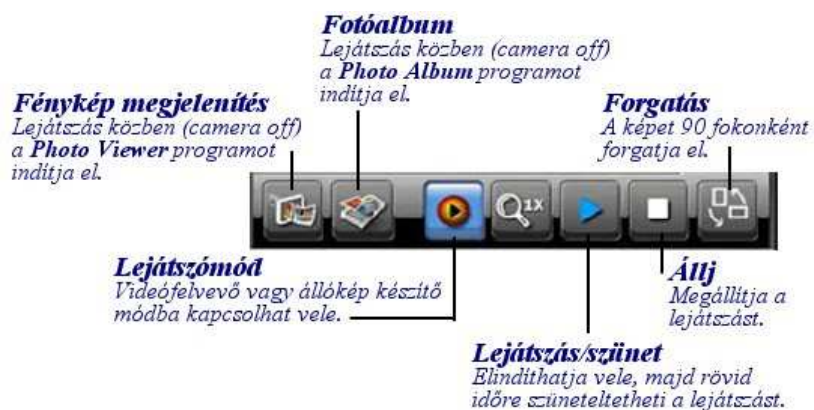 Fotóalbum
Lejátszás közben (camera off)
a Photo Album programot
indítja el.
Fénykép megjelenítés
Lejátszás közben (camera off)
a Photo Viewer programot
indítja el.
Forgatás
A képet 90 fokonként
forgatja el.
1X
Lejátszómód
Videófelvevő vagy állókép készítő
módba kapcsolhat vele.
Állj
Megállítja a
lejátszást.
Lejátszás/szünet
Elindíthatja vele, majd rövid
időre szüneteltetheti a lejátszást.